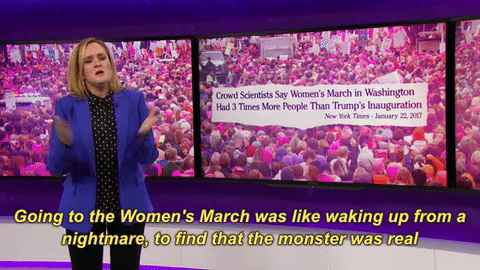 Crowd Scientists Say Women's March in Washington
Had 3 Times More People Than Trump's Inauguration
New York Times - January 22, 2017
Going to the Women's March was like waking up from a
nightmare, to find that the monster was real